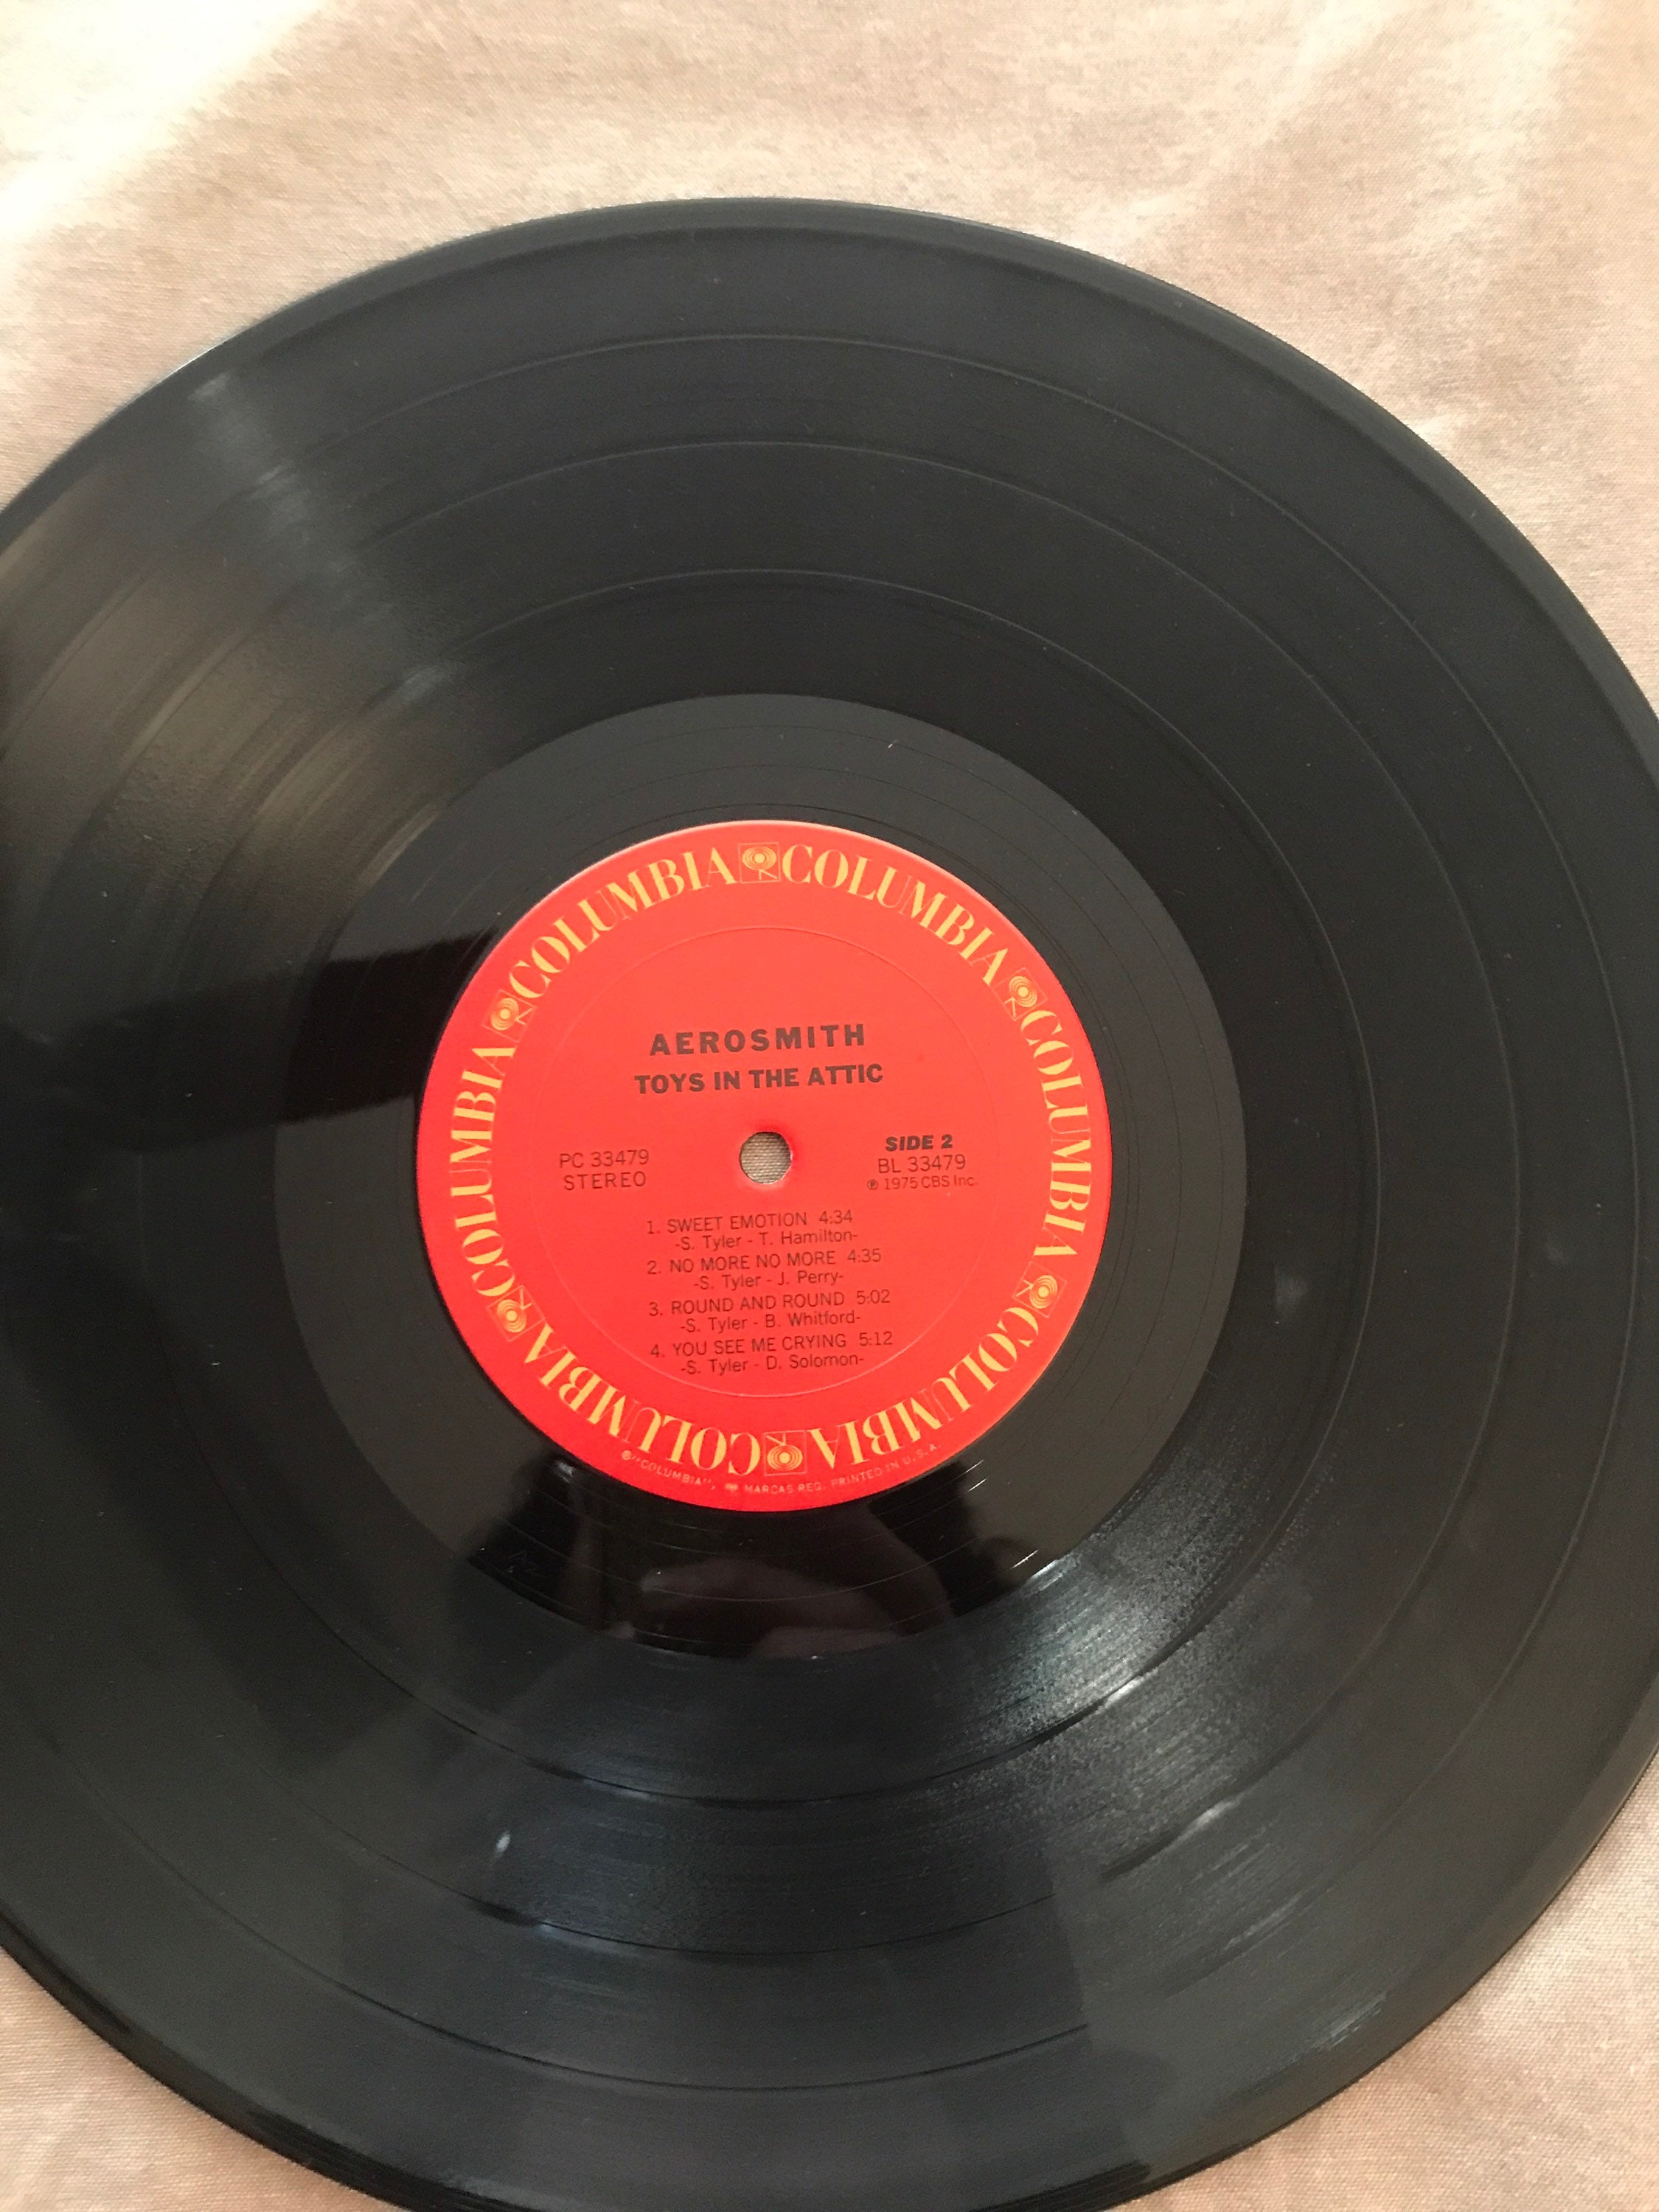 COLUMBIA COLUMBIA COLUMBIA COLUMBIA COLUMBIA COLUMBIA
AEROSMITH
TOYS IN THE ATTIC
PC 33479
STEREO
SIDE 2
BL 33479
℗ 1975 CBS Inc.
1. SWEET EMOTION 4:34
-S. Tyler - T. Hamilton-
2. NO MORE NO MORE 4:35
-S. Tyler - J. Perry-
3. ROUND AND ROUND 5:02
-S. Tyler - B. Whitford-
4. YOU SEE ME CRYING 5:12
-S. Tyler - D. Solomon-
®"COLUMBIA", MARCAS REG. PRINTED IN U.S.A.